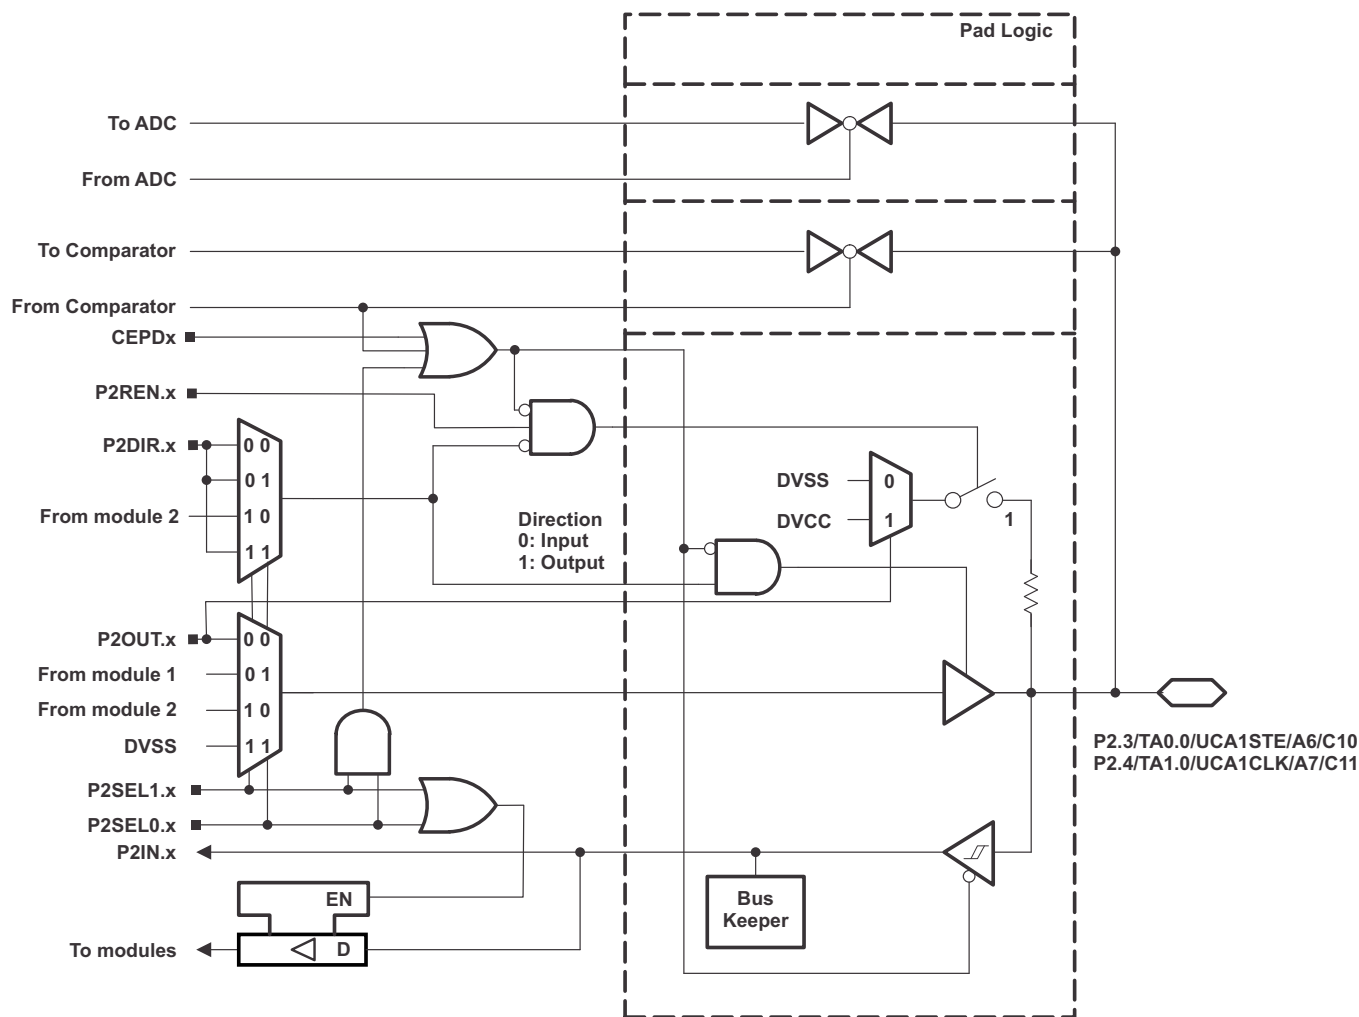 Pad Logic
To ADC
From ADC
To Comparator
From Comparator
CEPDx
P2REN.x
P2DIR.x
0 0
0 1
From module 2
1 0
1 1
Direction
0: Input
1: Output
DVSS
0
DVCC
1
1
P2OUT.x
0 0
From module 1
0 1
From module 2
1 0
DVSS
1 1
P2SEL1.x
P2SEL0.x
P2IN.x
P2.3/TA0.0/UCA1STE/A6/C10
P2.4/TA1.0/UCA1CLK/A7/C11
Bus
Keeper
EN
To modules
D